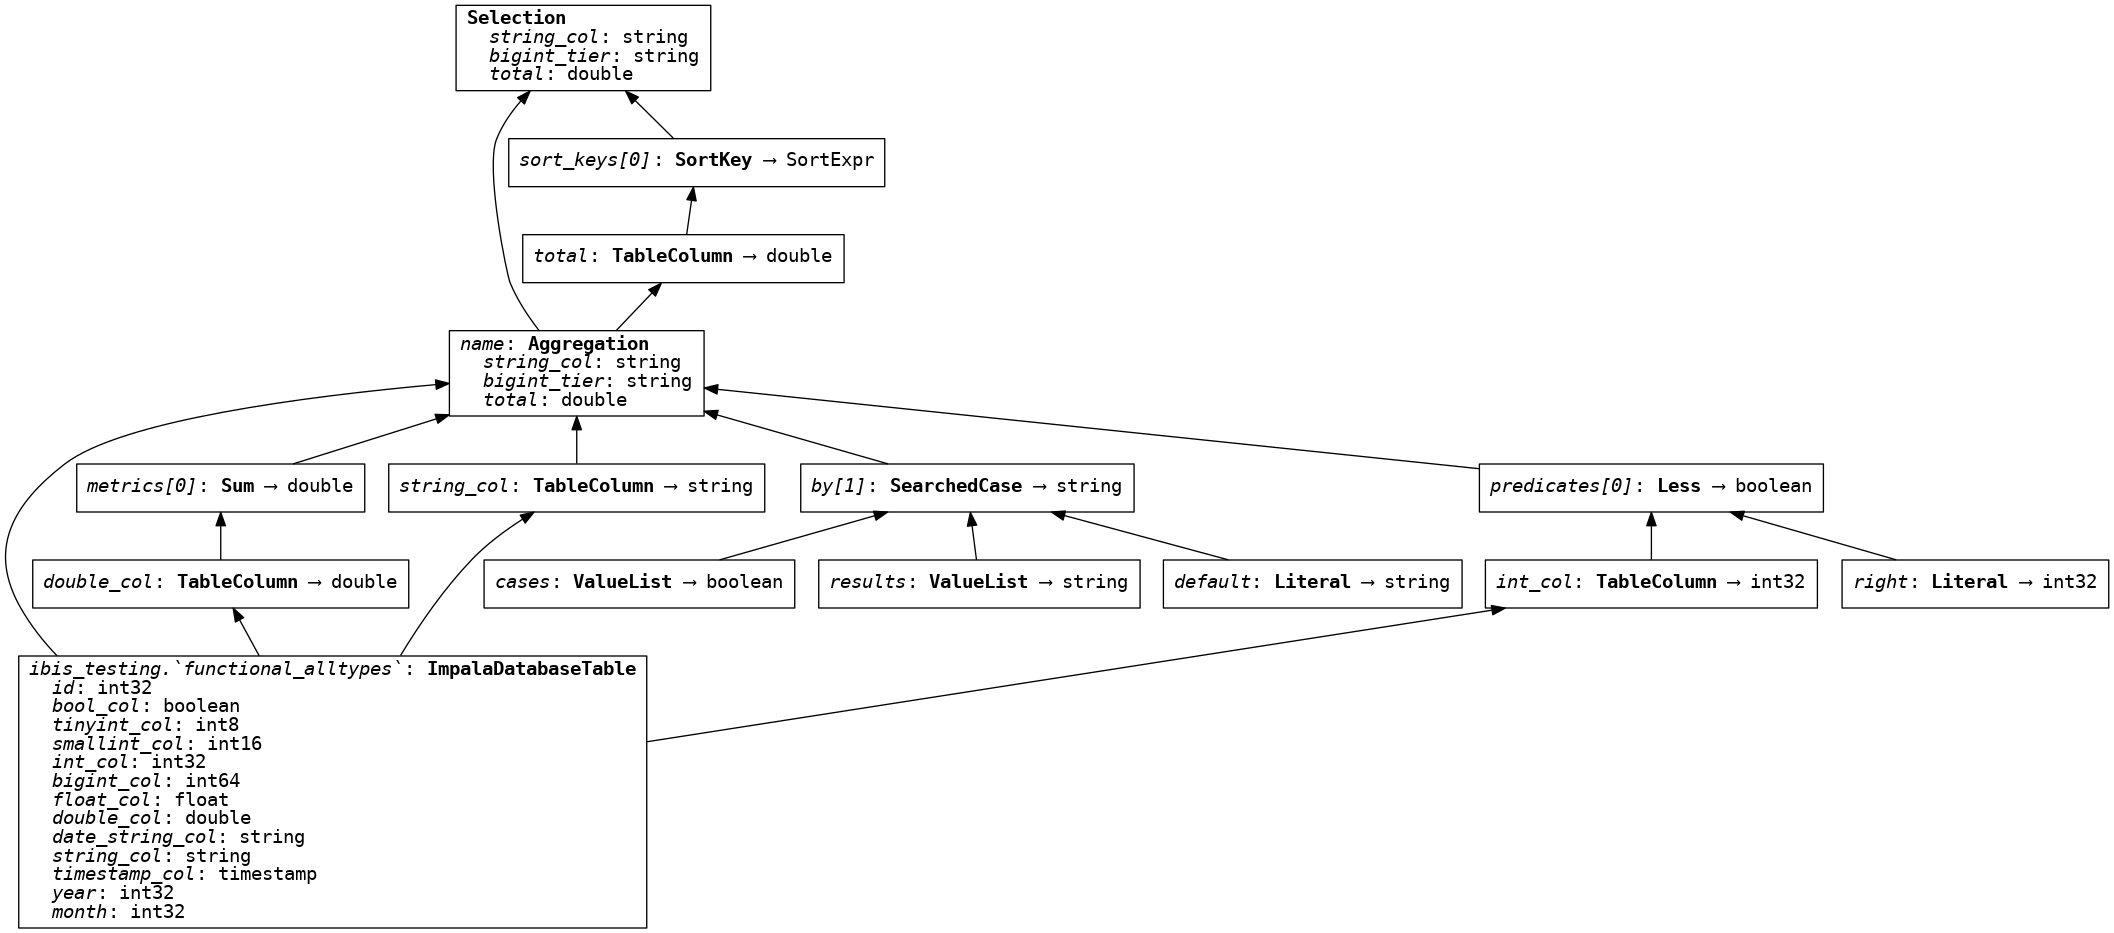 Selection
string_col: string
bigint_tier: string
total: double
sort_keys[0]: SortKey → SortExpr
total: TableColumn → double
name: Aggregation
string_col: string
bigint_tier: string
total: double
metrics[0]: Sum → double
string_col: TableColumn → string
by[1]: SearchedCase → string
predicates[0]: Less → boolean
double_col: TableColumn → double
cases: ValueList → boolean
results: ValueList → string
default: Literal → string
int_col: TableColumn → int32
right: Literal → int32
ibis_testing.`functional_alltypes`: ImpalaDatabaseTable
id: int32
bool_col: boolean
tinyint_col: int8
smallint_col: int16
int_col: int32
bigint_col: int64
float_col: float
double_col: double
date_string_col: string
string_col: string
timestamp_col: timestamp
year: int32
month: int32